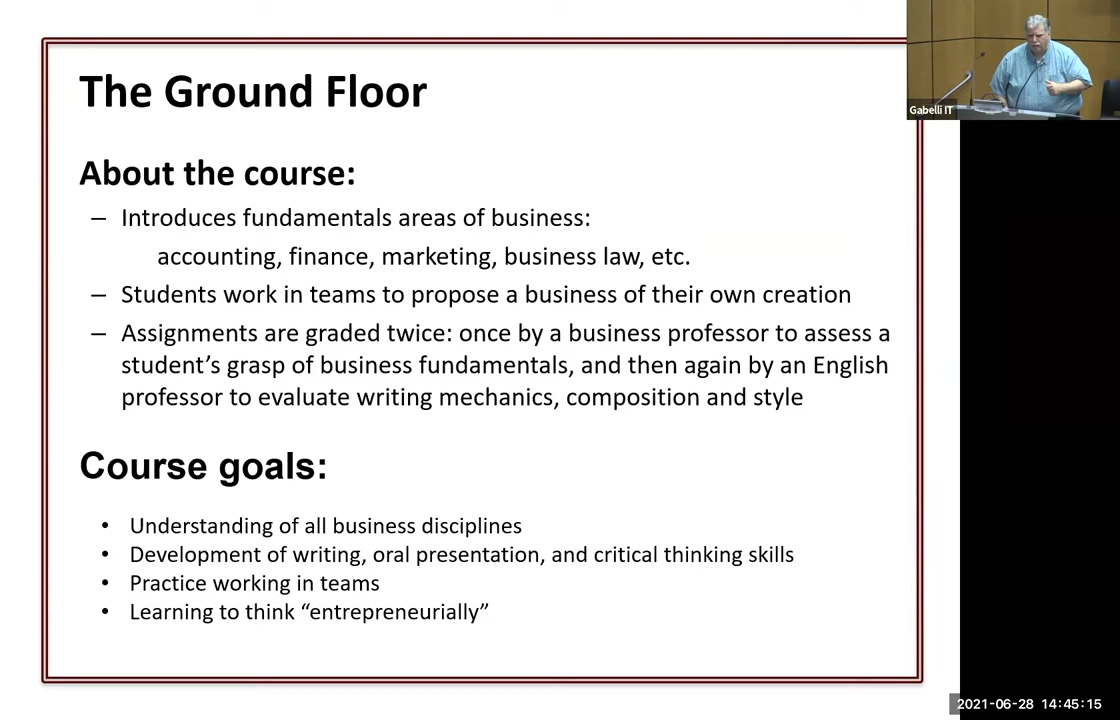 The Ground Floor
Gabelli IT
About the course:
– Introduces fundamentals areas of business:
accounting, finance, marketing, business law, etc.
– Students work in teams to propose a business of their own creation
– Assignments are graded twice: once by a business professor to assess a
student’s grasp of business fundamentals, and then again by an English
professor to evaluate writing mechanics, composition and style
Course goals:
• Understanding of all business disciplines
• Development of writing, oral presentation, and critical thinking skills
• Practice working in teams
• Learning to think “entrepreneurially”
2021-06-28 14:45:15